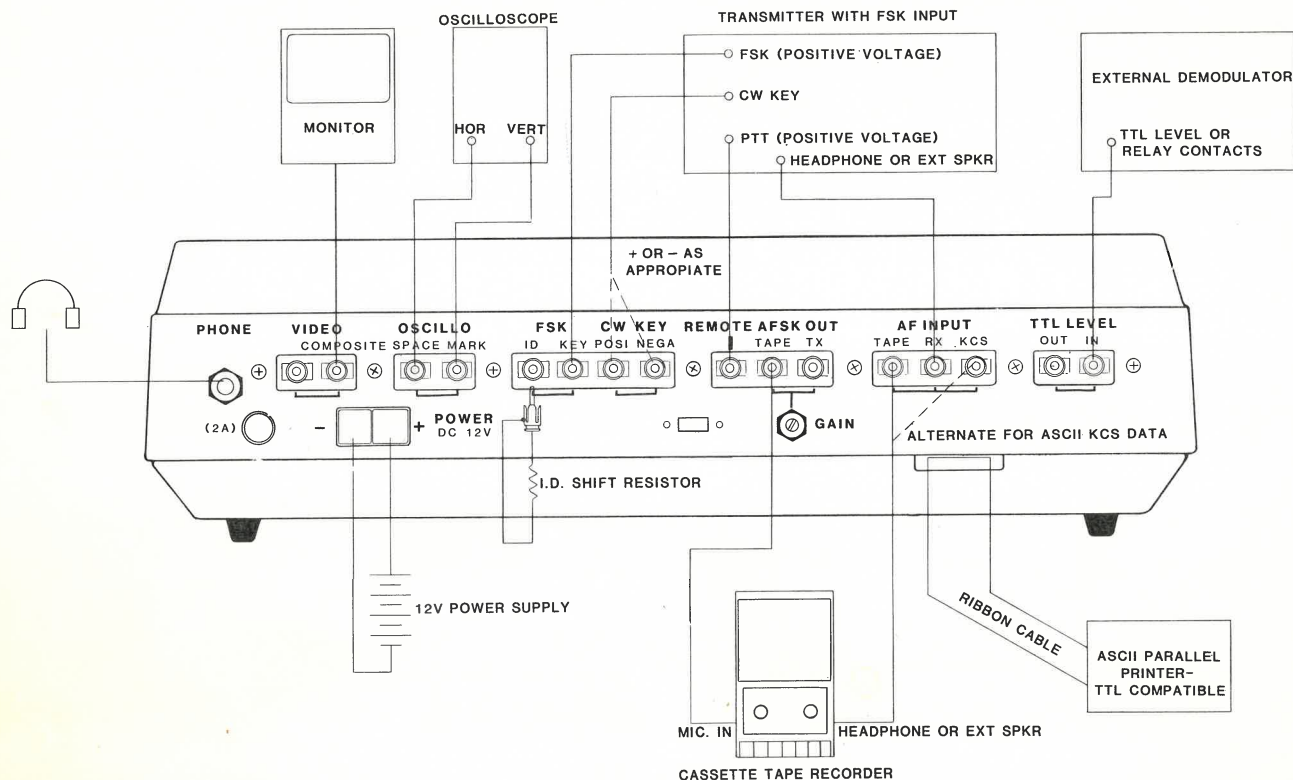 OSCILLOSCOPE
TRANSMITTER WITH FSK INPUT
FSK (POSITIVE VOLTAGE)
EXTERNAL DEMODULATOR
CW KEY
MONITOR
HOR VERT
PTT (POSITIVE VOLTAGE)
HEADPHONE OR EXT SPKR
TTL LEVEL OR
RELAY CONTACTS
+ OR – AS
APPROPIATE
PHONE VIDEO OSCILLO FSK CW KEY REMOTE AFSK OUT AF INPUT TTL LEVEL
COMPOSITE SPACE MARK ID KEY POSI NEGA TAPE TX TAPE RX KCS OUT IN
(2A)
– + POWER
DC 12V
GAIN
ALTERNATE FOR ASCII KCS DATA
I.D. SHIFT RESISTOR
12V POWER SUPPLY
RIBBON CABLE
ASCII PARALLEL
PRINTER–
TTL COMPATIBLE
MIC. IN
HEADPHONE OR EXT SPKR
CASSETTE TAPE RECORDER